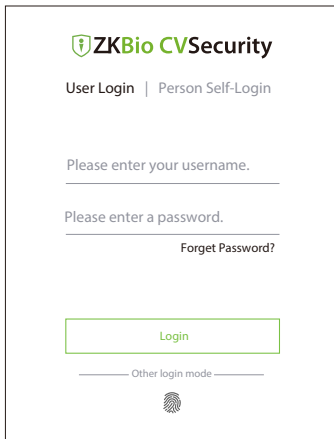 ZKBio CVSecurity
User Login | Person Self-Login
Please enter your username.
Please enter a password.
Forget Password?
Login
Other login mode